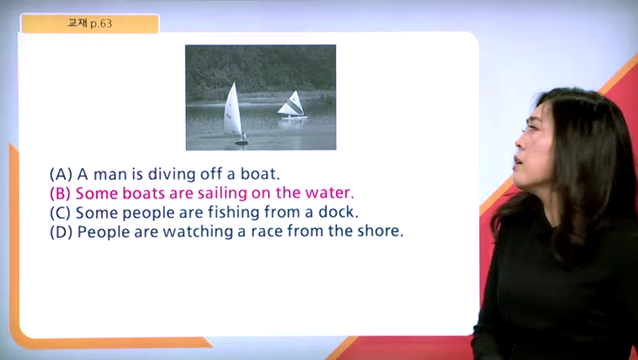 교재 p.63
(A) A man is diving off a boat.
(B) Some boats are sailing on the water.
(C) Some people are fishing from a dock.
(D) People are watching a race from the shore.